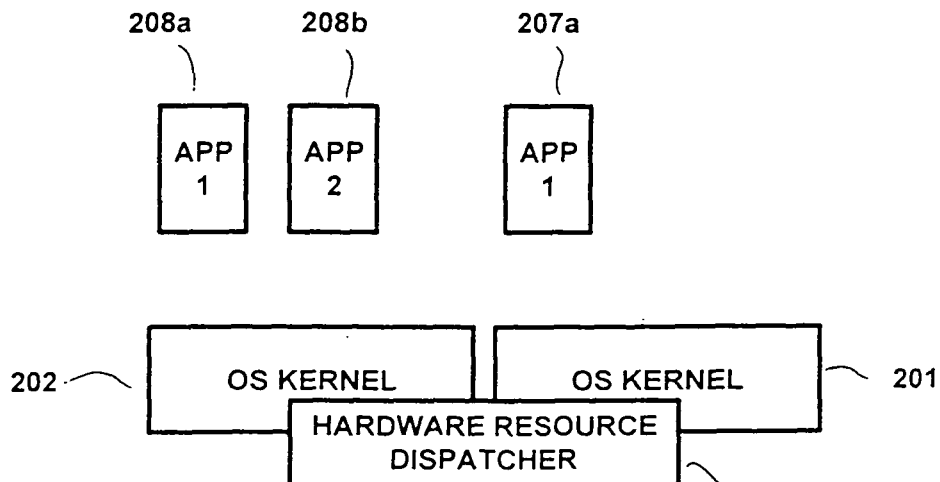 208a 208b 207a
APP
1
APP
2
APP
1
202 OS KERNEL OS KERNEL 201
HARDWARE RESOURCE
DISPATCHER